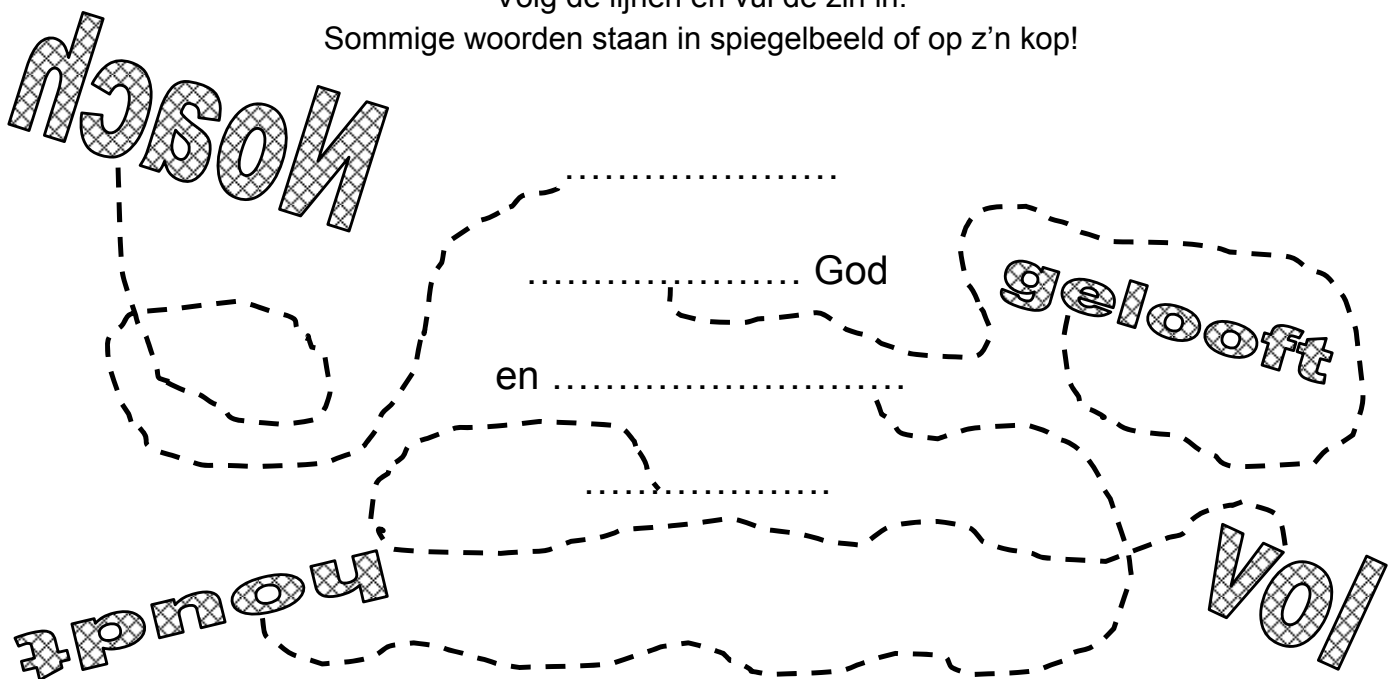 Volg de lijnen en vul de zin in.
Sommige woorden staan in spiegelbeeld of op z'n kop!
Noach
.....................
..................... God
gelooft
en ...........................
...................
houdt
vol